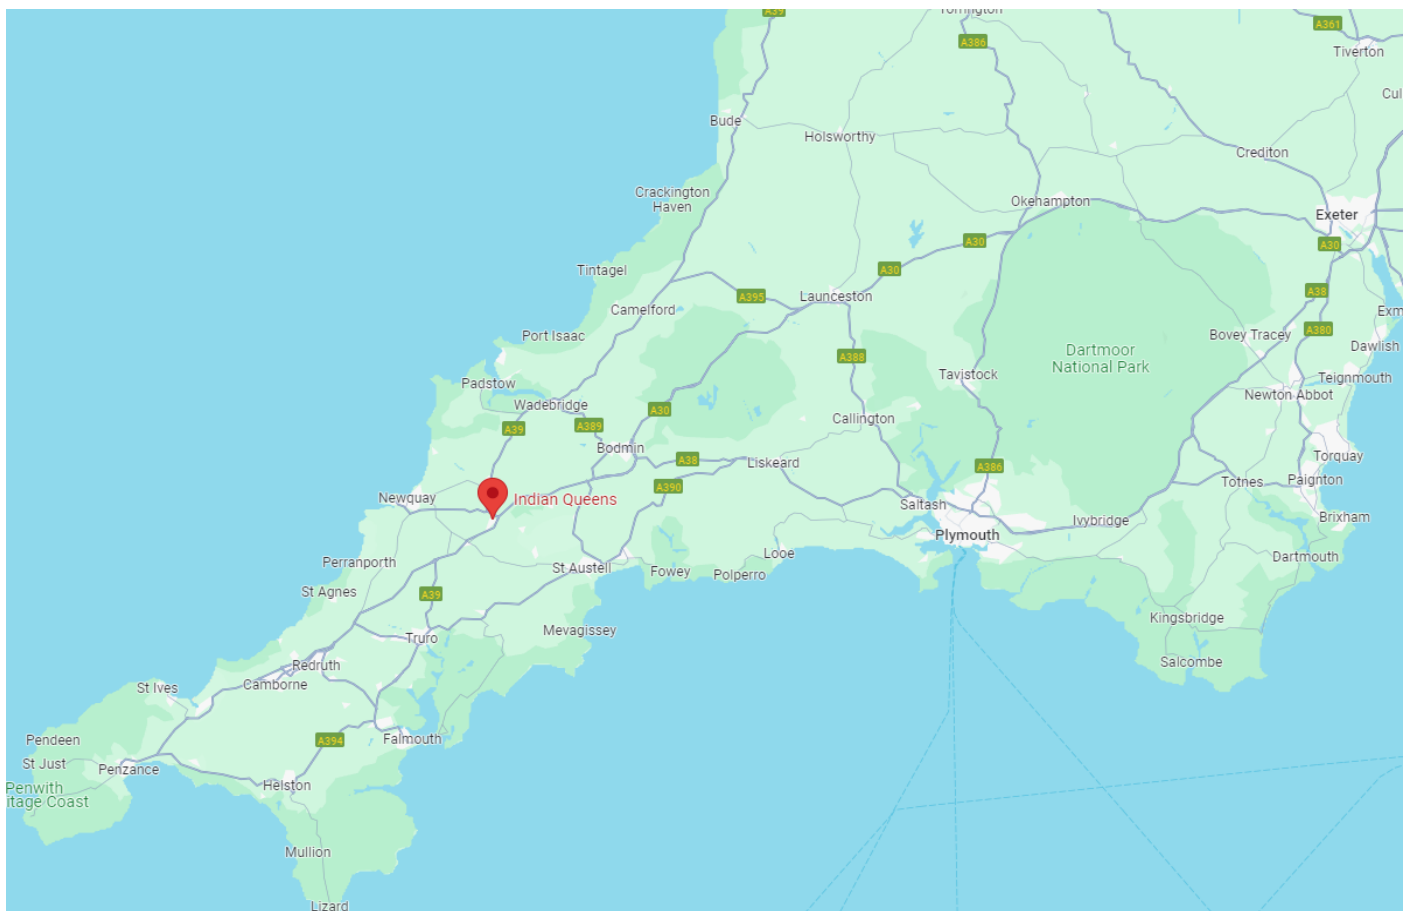 A39
Torrington
A386
A361
Tiverton
Cul
Bude
Holsworthy
Crediton
Crackington
Haven
Okehampton
Exeter
A30
A30
Tintagel
A30
A38
Camelford
A395
Launceston
Exm
Port Isaac
A380
Bovey Tracey
Dawlish
A388
Dartmoor
National Park
Tavistock
Teignmouth
Padstow
Newton Abbot
Wadebridge
A30
Callington
A39
A389
Bodmin
A38
Liskeard
A386
Torquay
A390
Totnes
Paignton
Newquay
Indian Queens
Saltash
Ivybridge
Brixham
Plymouth
Looe
Dartmouth
Perranporth
St Austell
Fowey
Polperro
St Agnes
A39
Kingsbridge
Mevagissey
Truro
Redruth
Salcombe
Camborne
St Ives
Pendeen
A394
Falmouth
St Just
Penzance
Helston
Penwith
itage Coast
Mullion
Lizard